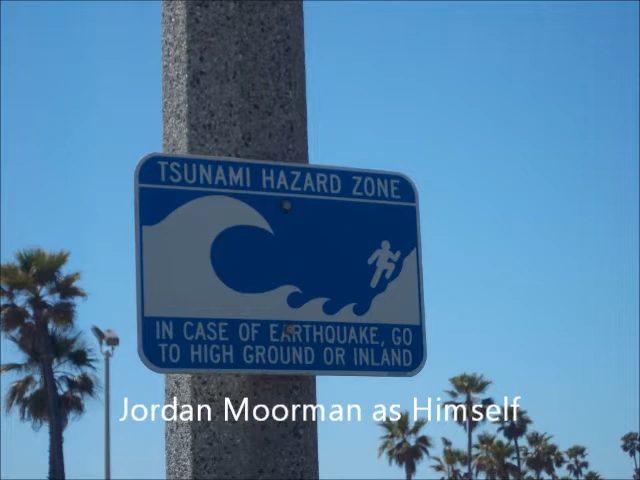 TSUNAMI HAZARD ZONE
IN CASE OF EARTHQUAKE, GO
TO HIGH GROUND OR INLAND
Jordan Moorman as Himself